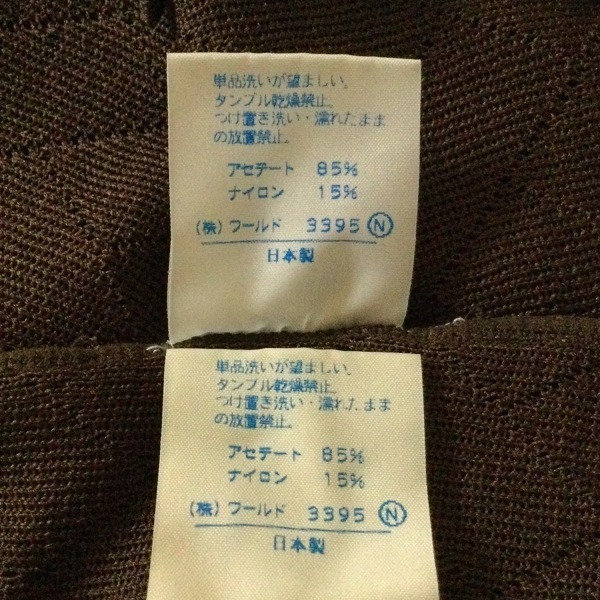 単品洗いが望ましい。
タンブル乾燥禁止。
つけ置き洗い・濡れたまま
の放置禁止。
アセテート 85%
ナイロン 15%
(株)ワールド 3395 Ⓝ
日本製
単品洗いが望ましい。
タンブル乾燥禁止。
つけ置き洗い・濡れたまま
の放置禁止。
アセテート 85%
ナイロン 15%
(株)ワールド 3395 Ⓝ
日本製